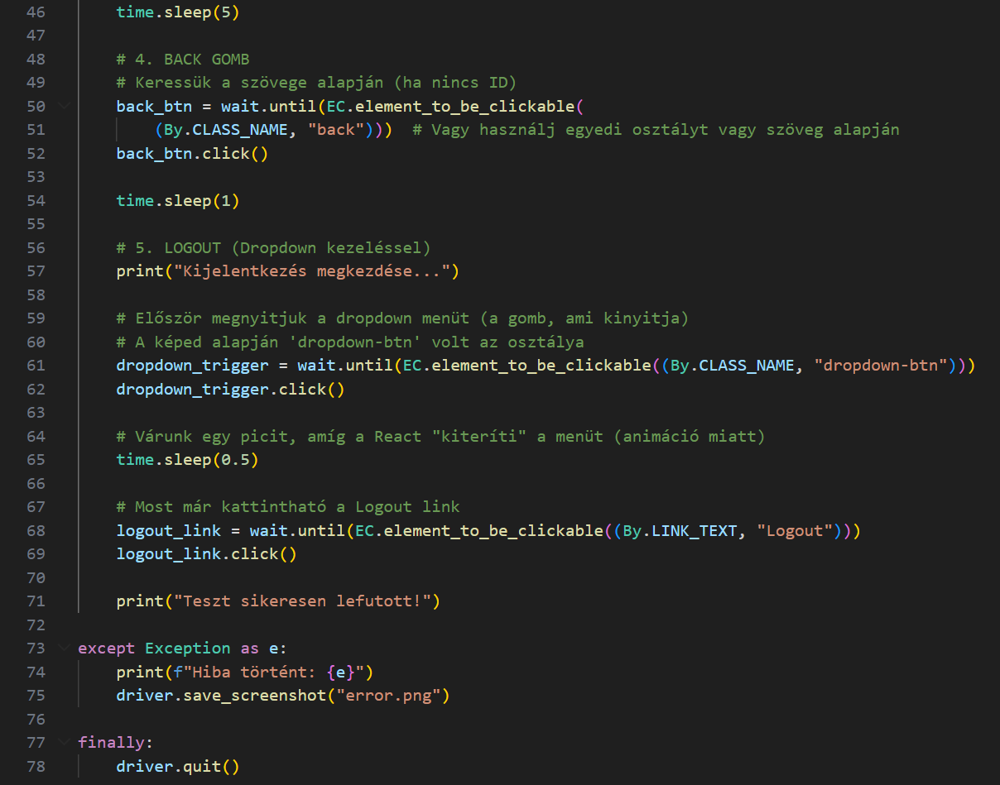 46 time.sleep(5)
47
48 # 4. BACK GOMB
49 # Keressük a szövege alapján (ha nincs ID)
50 back_btn = wait.until(EC.element_to_be_clickable(
51 (By.CLASS_NAME, "back")))  # Vagy használj egyedi osztályt vagy szöveg alapján
52 back_btn.click()
53
54 time.sleep(1)
55
56 # 5. LOGOUT (Dropdown kezeléssel)
57 print("Kijelentkezés megkezdése...")
58
59 # Először megnyitjuk a dropdown menüt (a gomb, ami kinyitja)
60 # A képed alapján 'dropdown-btn' volt az osztálya
61 dropdown_trigger = wait.until(EC.element_to_be_clickable((By.CLASS_NAME, "dropdown-btn")))
62 dropdown_trigger.click()
63
64 # Várunk egy picit, amíg a React "kiteríti" a menüt (animáció miatt)
65 time.sleep(0.5)
66
67 # Most már kattintható a Logout link
68 logout_link = wait.until(EC.element_to_be_clickable((By.LINK_TEXT, "Logout")))
69 logout_link.click()
70
71 print("Teszt sikeresen lefutott!")
72
73 except Exception as e:
74 print(f"Hiba történt: {e}")
75 driver.save_screenshot("error.png")
76
77 finally:
78 driver.quit()